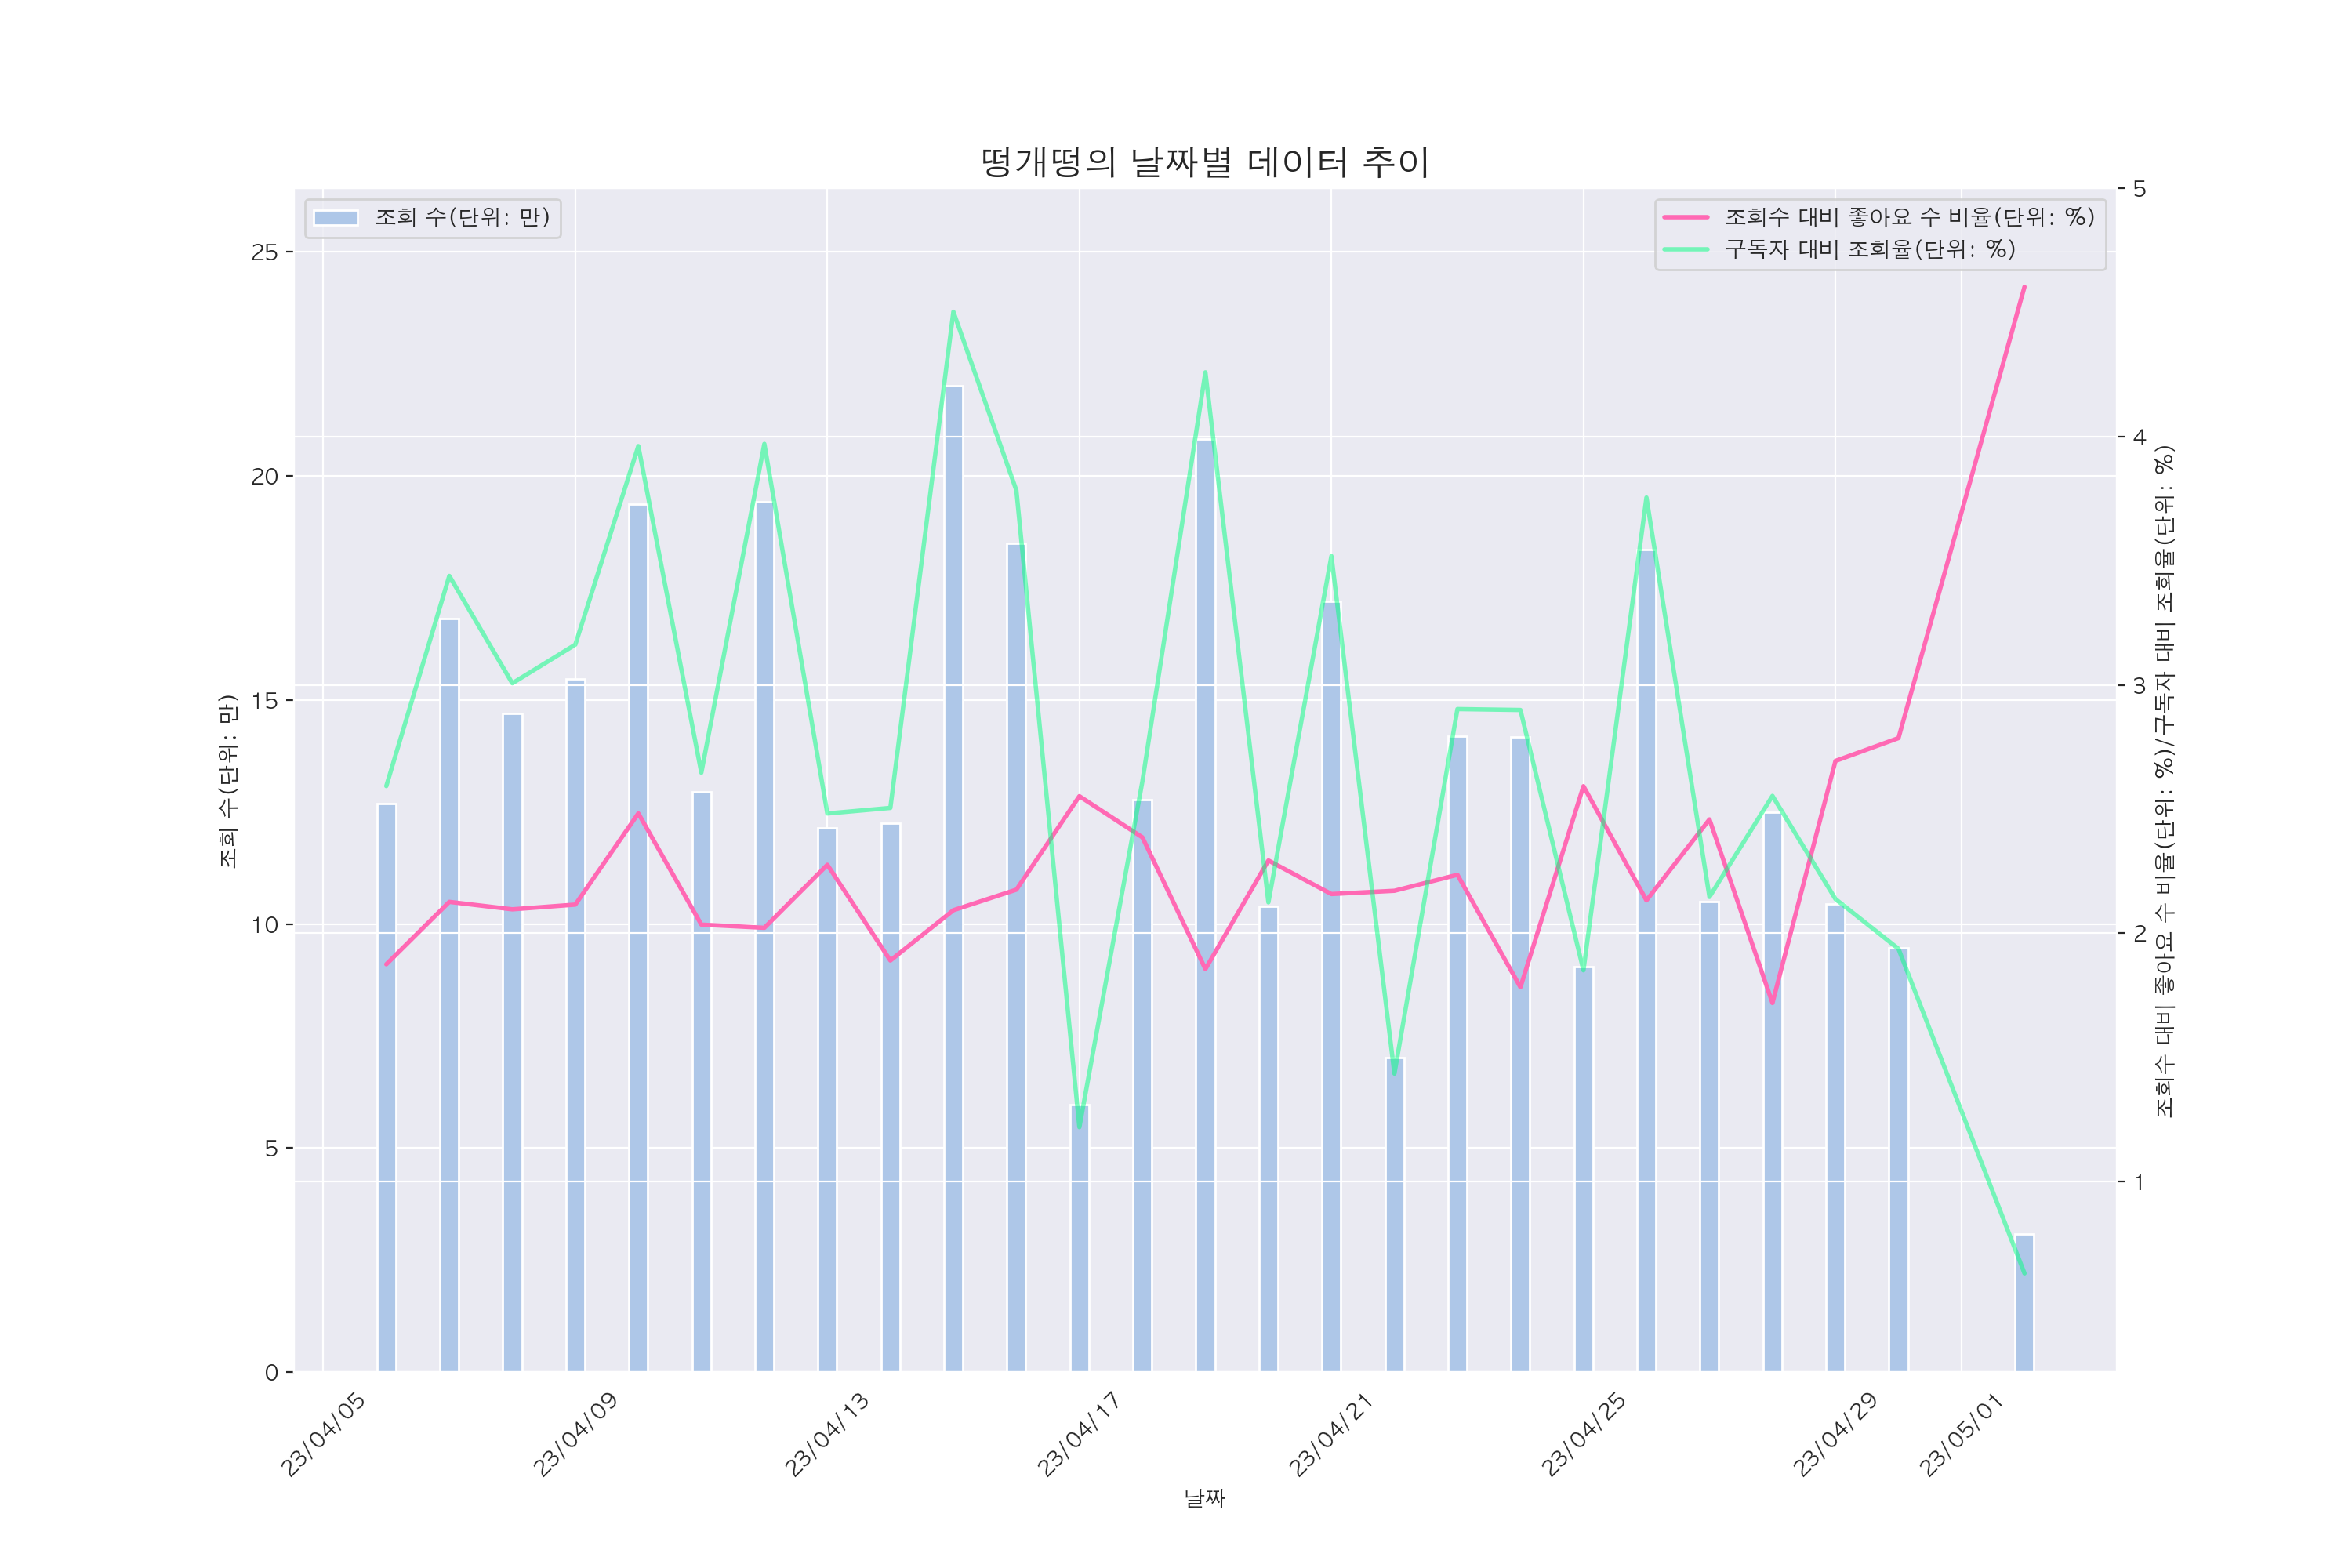 떵개떵의 날짜별 데이터 추이
조회 수(단위: 만)
조회수 대비 좋아요 수 비율(단위: %)
구독자 대비 조회율(단위: %)
25
20
15
10
5
0
조회 수(단위: 만)
5
4
3
2
1
조회수 대비 좋아요 수 비율(단위: %)/구독자 대비 조회율(단위: %)
23/04/05
23/04/09
23/04/13
23/04/17
23/04/21
23/04/25
23/04/29
23/05/01
날짜